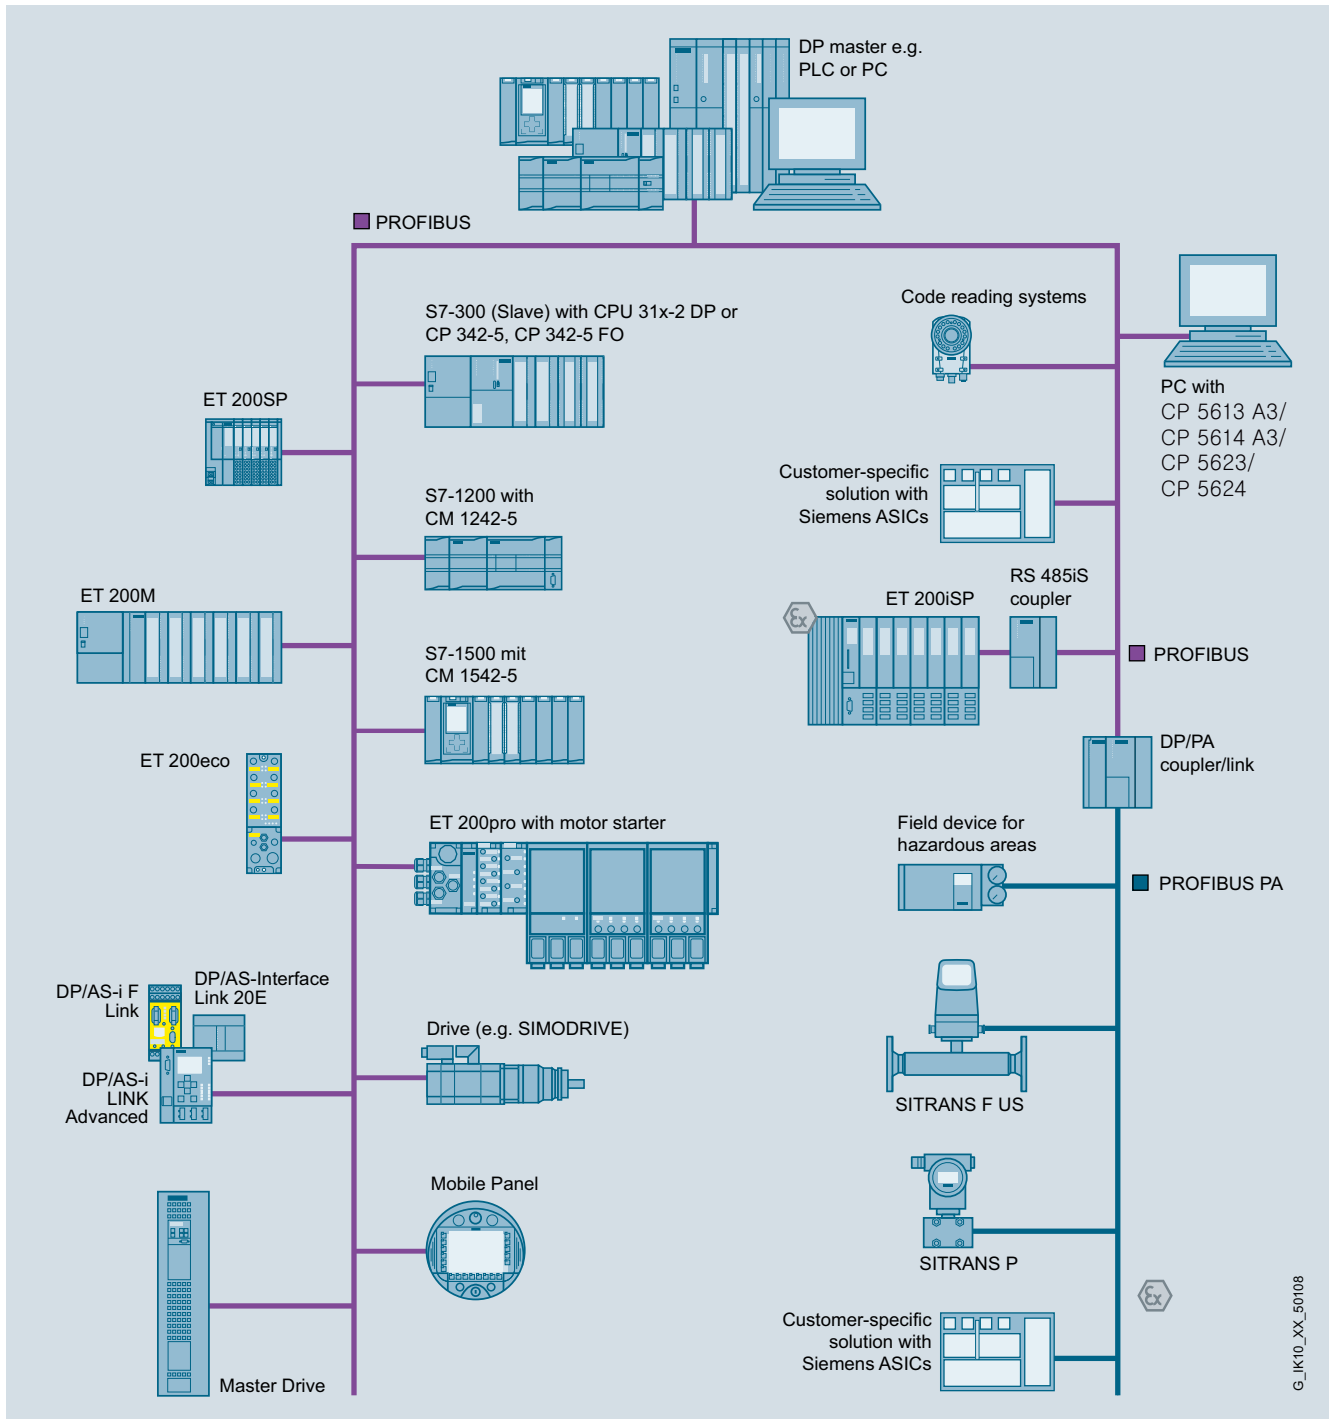 DP master e.g.
PLC or PC
PROFIBUS
S7-300 (Slave) with CPU 31x-2 DP or
CP 342-5, CP 342-5 FO
Code reading systems
ET 200SP
PC with
CP 5613 A3/
CP 5614 A3/
CP 5623/
CP 5624
Customer-specific
solution with
Siemens ASICs
S7-1200 with
CM 1242-5
RS 485iS
coupler
ET 200M
ET 200iSP
Ex
S7-1500 mit
CM 1542-5
PROFIBUS
ET 200eco
DP/PA
coupler/link
ET 200pro with motor starter
Field device for
hazardous areas
PROFIBUS PA
DP/AS-i F
Link
DP/AS-Interface
Link 20E
Drive (e.g. SIMODRIVE)
DP/AS-i
LINK
Advanced
SITRANS F US
Mobile Panel
SITRANS P
Ex
Customer-specific
solution with
Siemens ASICs
Master Drive
G_IK10_XX_50108